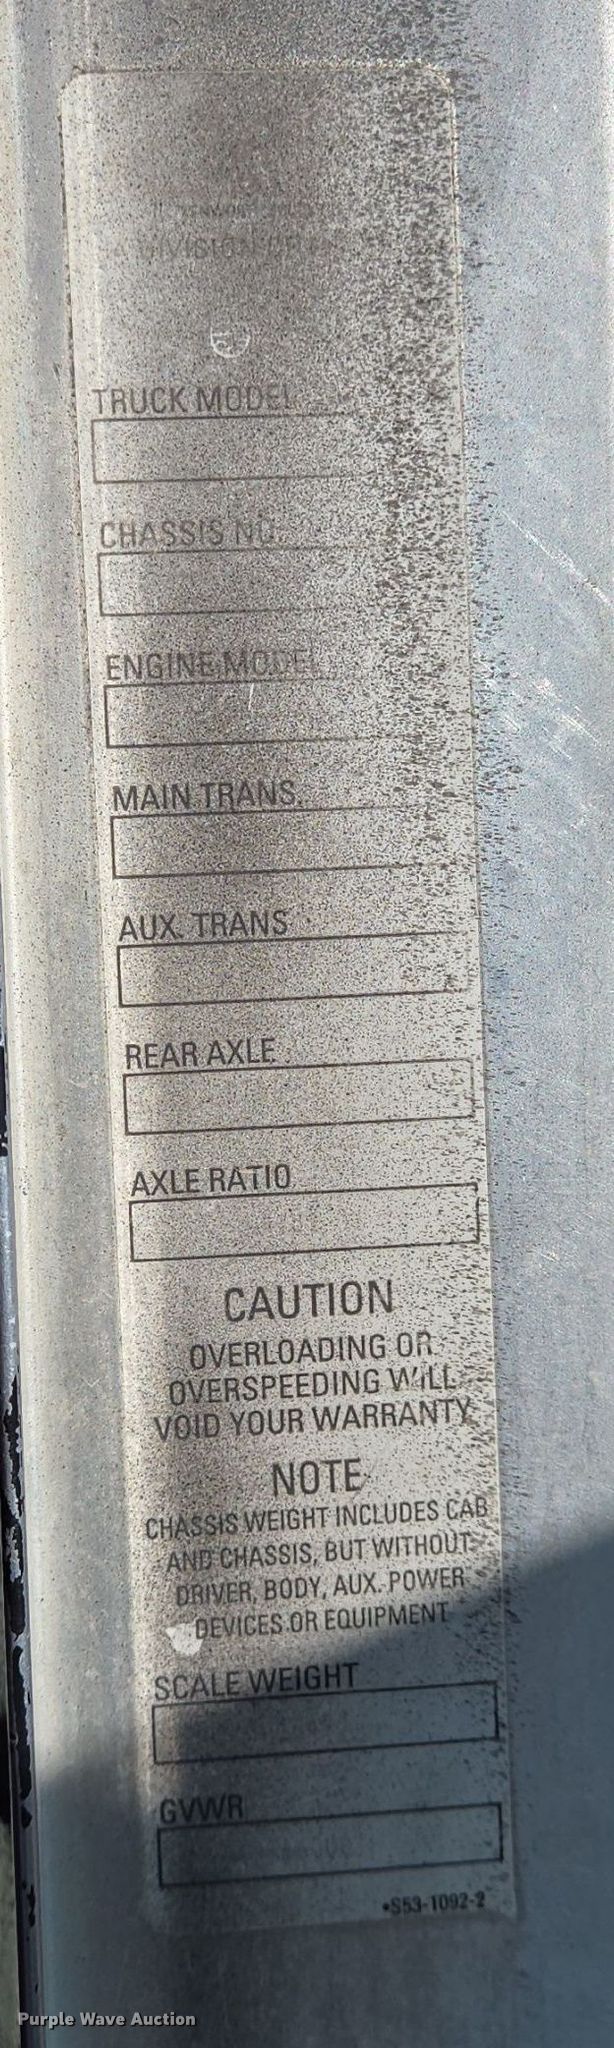 DIVISION
TRUCK MODEL
CHASSIS NO.
ENGINE MODEL
MAIN TRANS.
AUX. TRANS
REAR AXLE
AXLE RATIO
CAUTION
OVERLOADING OR
OVERSPEEDING WILL
VOID YOUR WARRANTY
NOTE
CHASSIS WEIGHT INCLUDES CAB
AND CHASSIS, BUT WITHOUT
DRIVER, BODY, AUX. POWER
DEVICES OR EQUIPMENT
SCALE WEIGHT
GVWR
•S53-1092-2
Purple Wave Auction